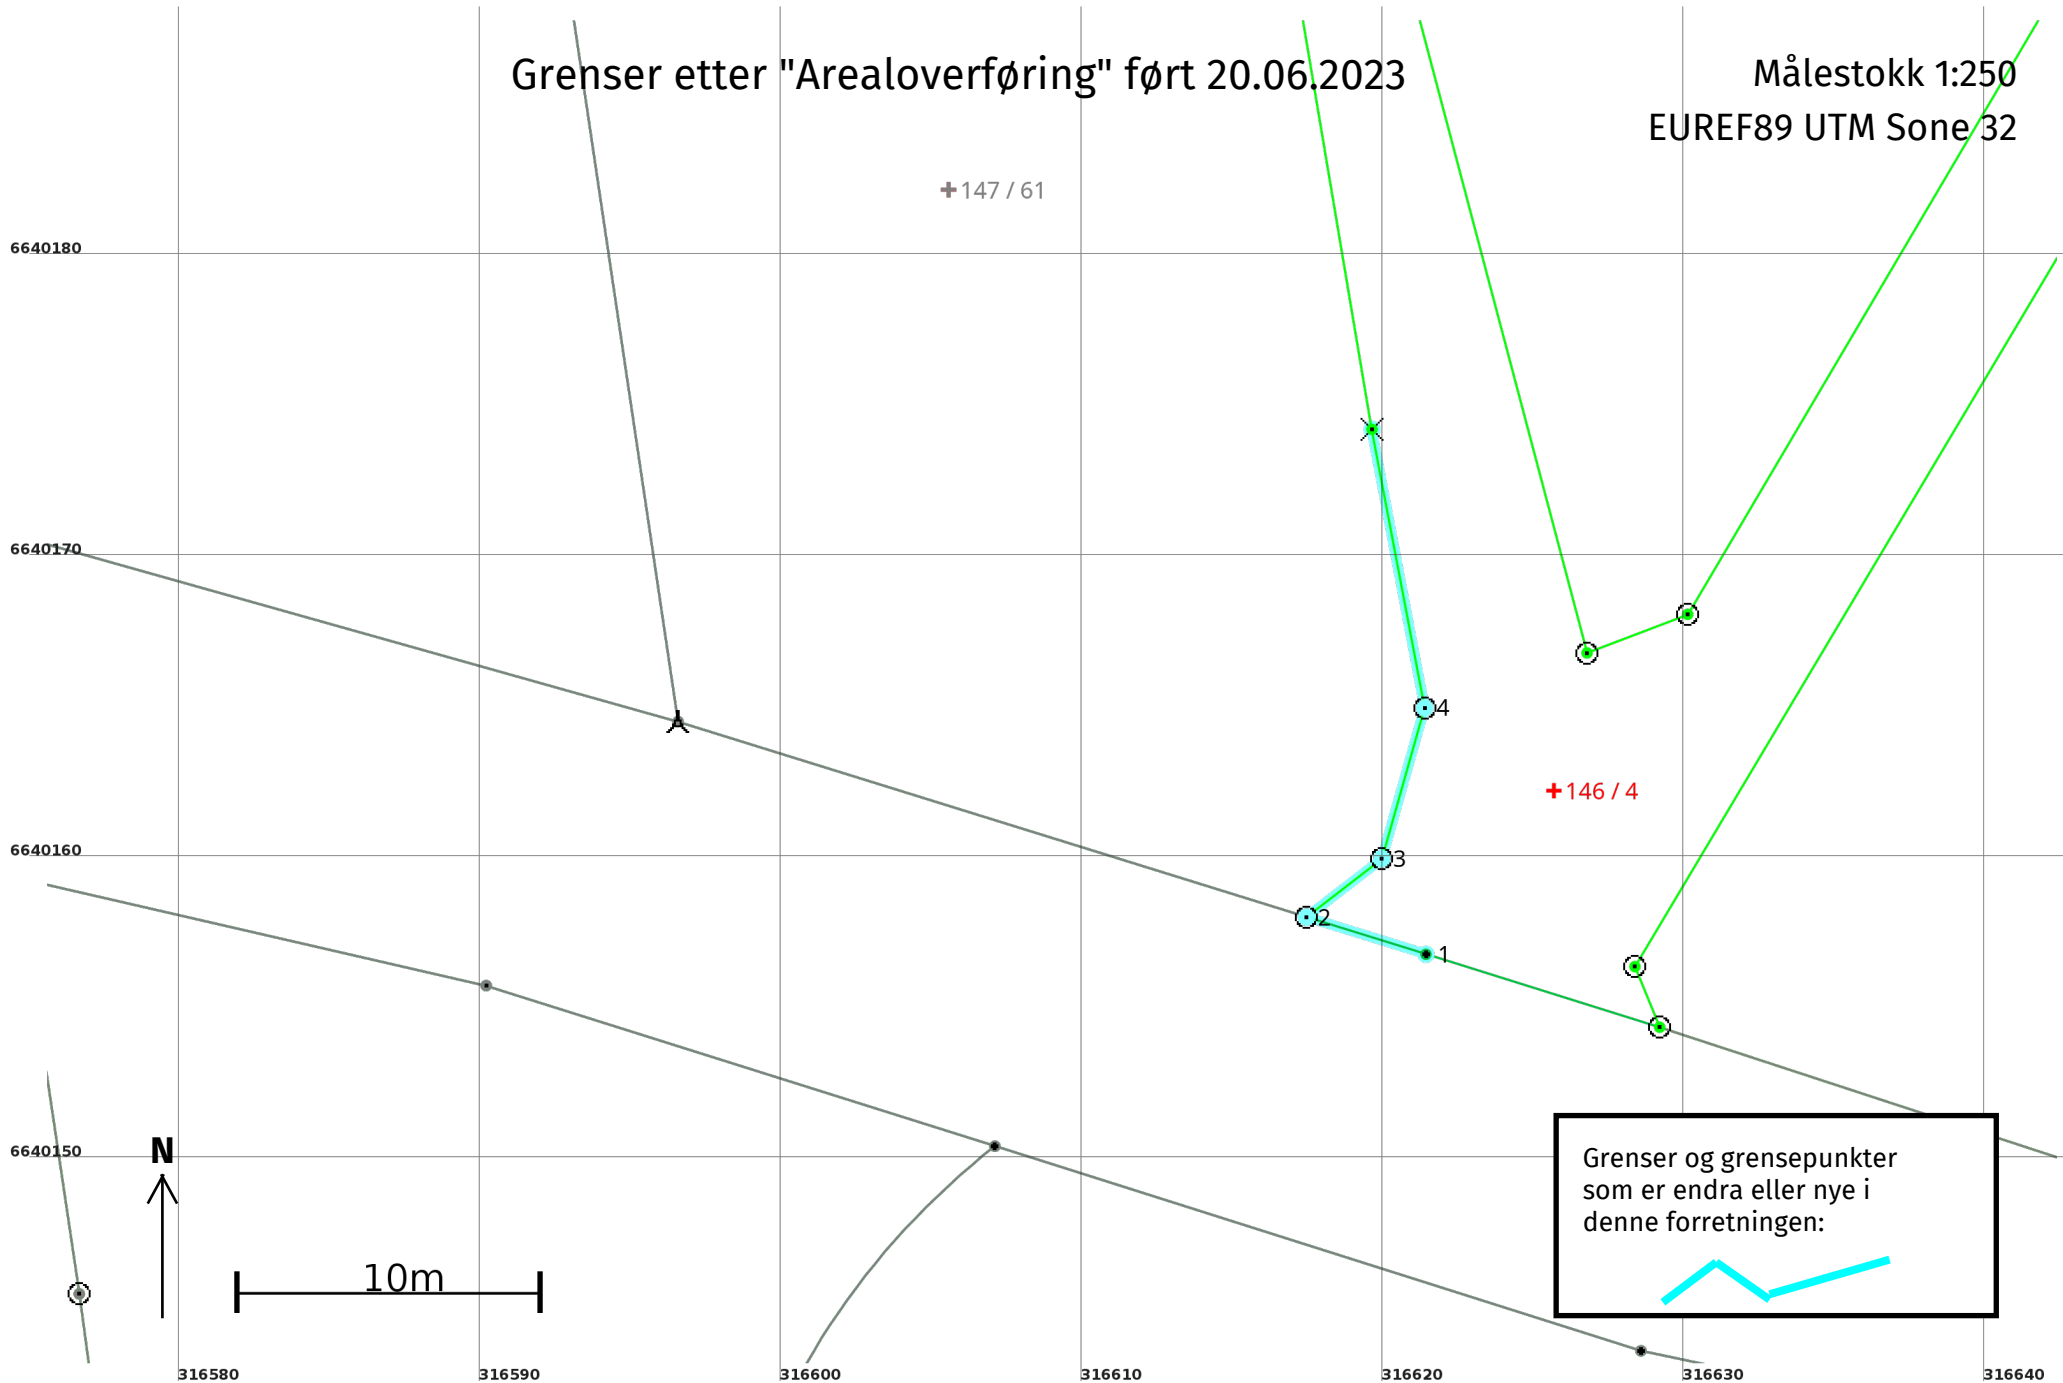 Grenser etter "Arealoverføring" ført 20.06.2023
Målestokk 1:250
EUREF89 UTM Sone 32
147 / 61
6640180
6640170
4
146 / 4
6640160
3
2
1
6640150
N
10m
Grenser og grensepunkter
som er endra eller nye i
denne forretningen:
316580
316590
316600
316610
316620
316630
316640